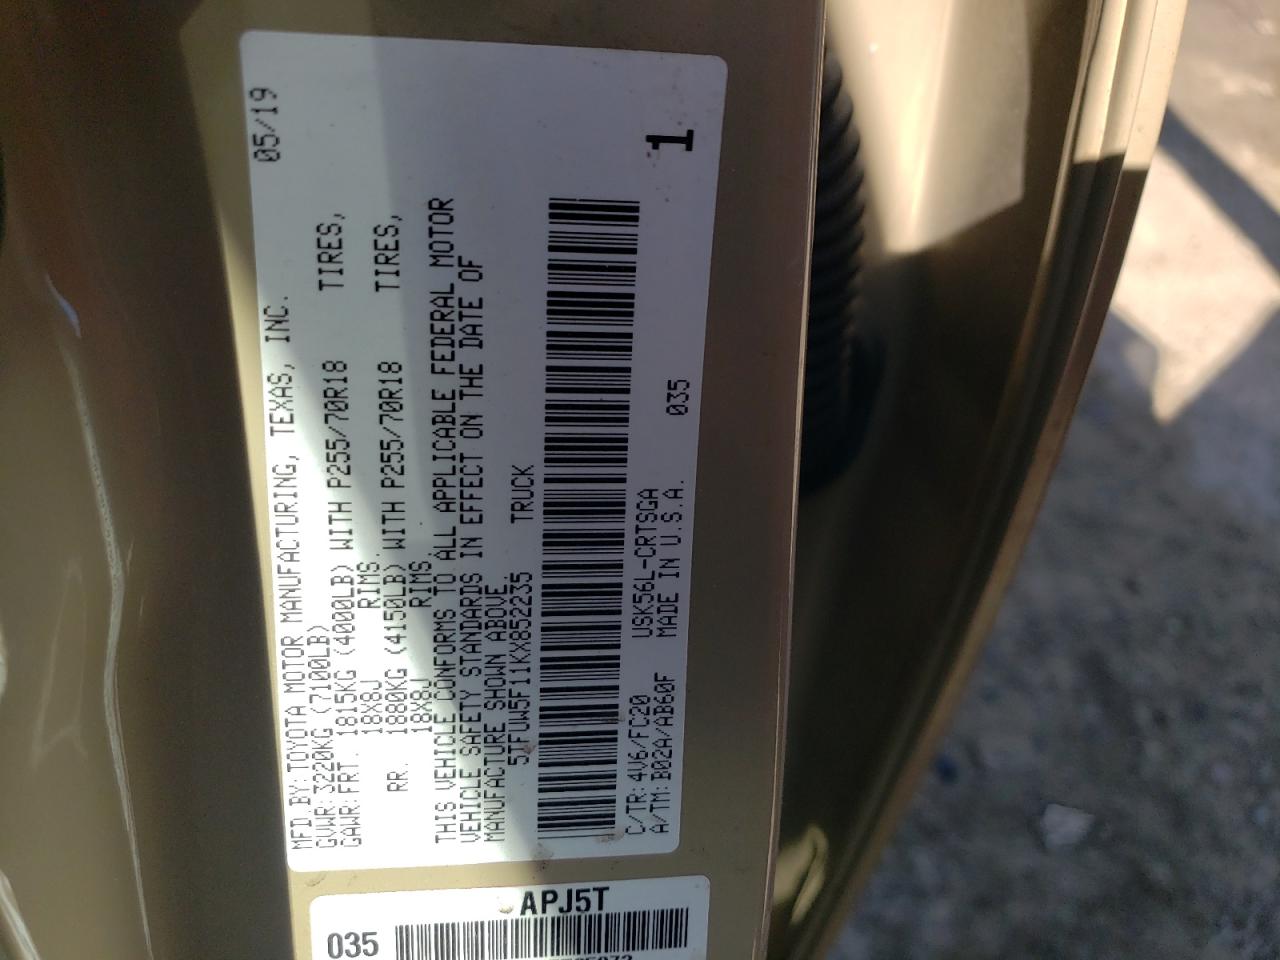 MFD.BY:TOYOTA MOTOR MANUFACTURING, TEXAS, INC. 05/19
GVWR:3220KG (7100LB)
GAWR:FRT. 1815KG (4000LB) WITH P255/70R18 TIRES,
18X8J RIMS.
RR. 1880KG (4150LB) WITH P255/70R18 TIRES,
18X8J RIMS.
THIS VEHICLE CONFORMS TO ALL APPLICABLE FEDERAL MOTOR
VEHICLE SAFETY STANDARDS IN EFFECT ON THE DATE OF
MANUFACTURE SHOWN ABOVE.
5TFUW5F11KX852235 TRUCK
C/TR:4V6/FC20 USK56L-CRTSGA 035 1
A/TM:B02A/AB60F MADE IN U.S.A.
APJ5T
035